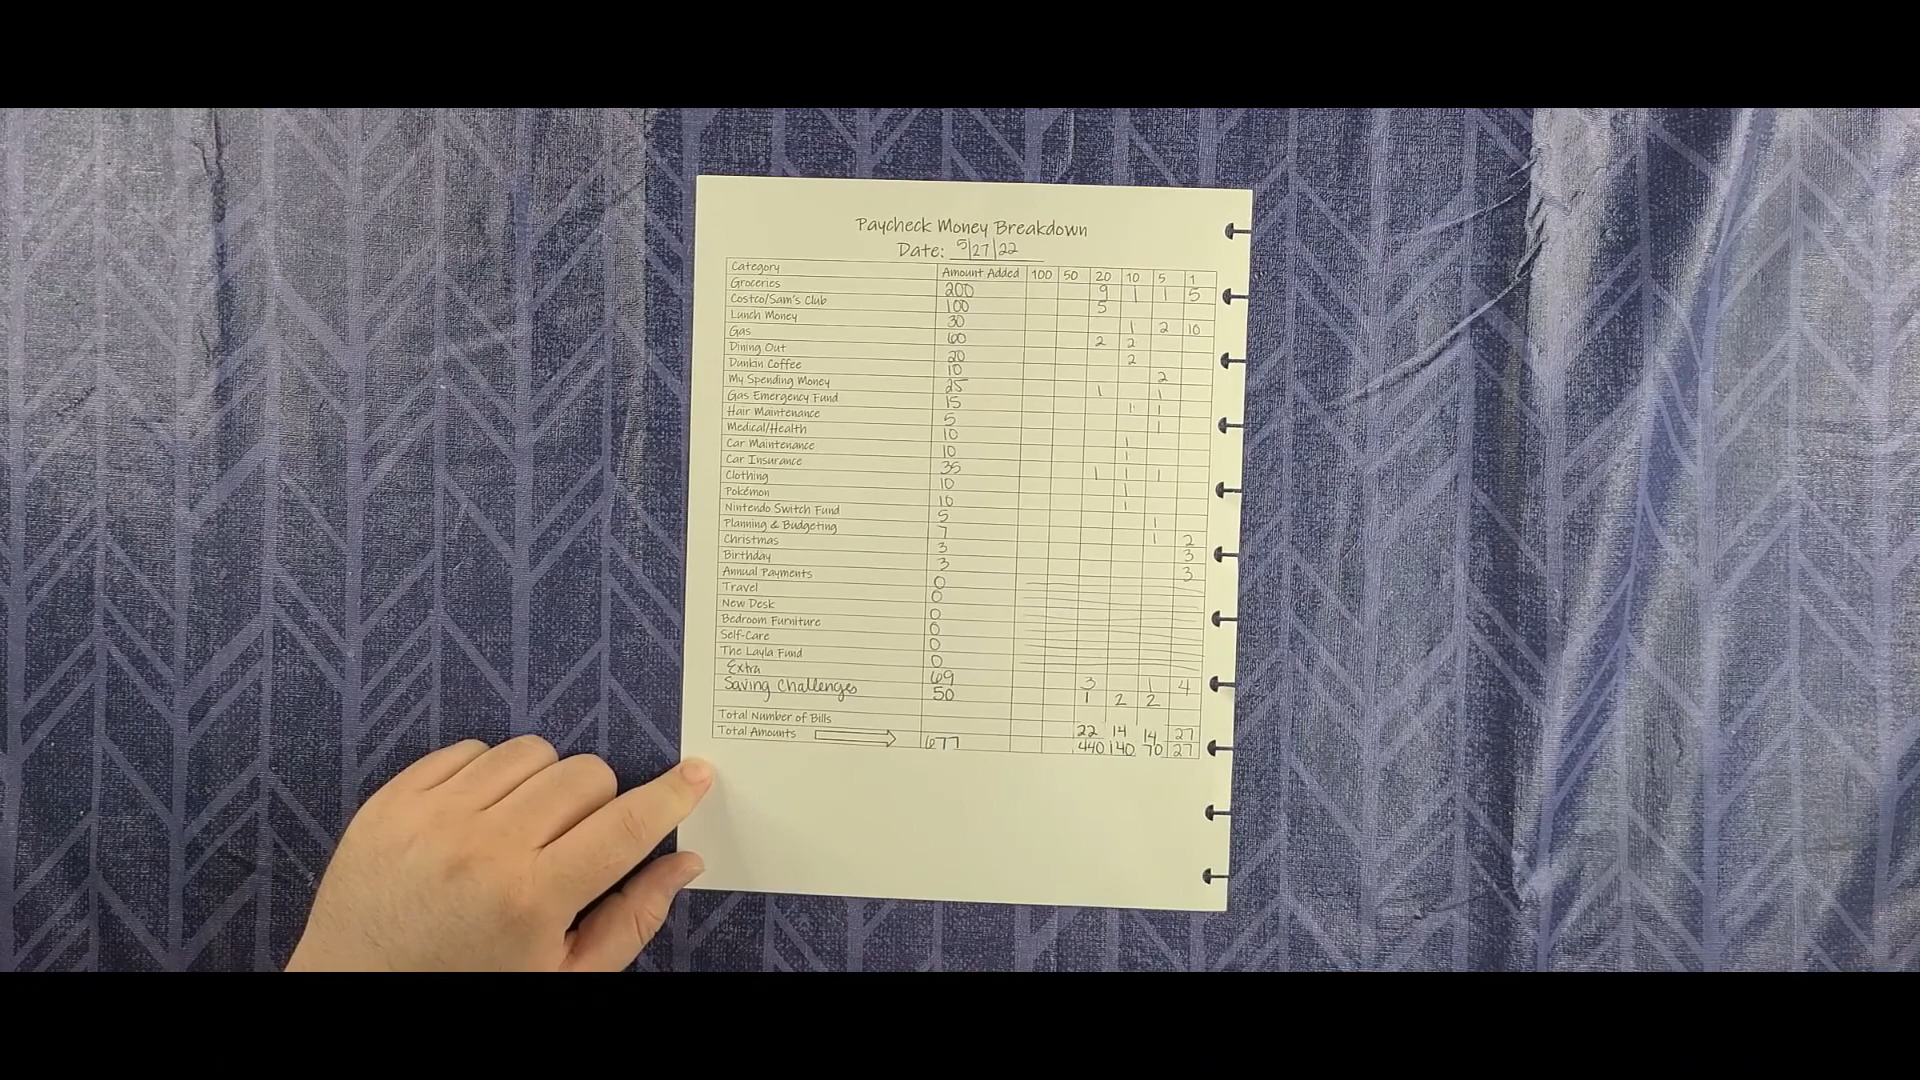 Paycheck Money Breakdown
Date: 5/27/22
Category Amount Added 100 50 20 10 5 1
Groceries 200 9 1 1 5
Costco/Sam's Club 100 5
Lunch Money 30 1 2 10
Gas 60 2 2
Dining Out 20 2
Dunkin Coffee 10 2
My Spending Money 25 1 1
Gas Emergency Fund 15 1 1
Hair Maintenance 5 1
Medical/Health 10 1
Car Maintenance 10 1
Car Insurance 35 1 1 1
Clothing 10 1
Pokémon 10 1
Nintendo Switch Fund 5 1
Planning & Budgeting 7 1 2
Christmas 3 3
Birthday 3 3
Annual Payments 0
Travel 0
New Desk 0
Bedroom Furniture 0
Self-Care 0
The Layla Fund 0
Extra 69 3 1 4
Saving Challenges 50 1 2 2
Total Number of Bills 22 14 14 27
Total Amounts 677 440 140 70 27